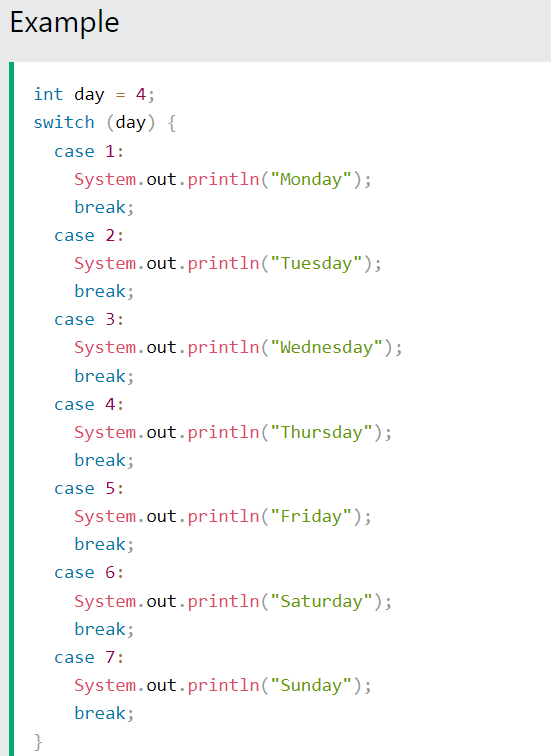 Example
int day = 4;
switch (day) {
  case 1:
    System.out.println("Monday");
    break;
  case 2:
    System.out.println("Tuesday");
    break;
  case 3:
    System.out.println("Wednesday");
    break;
  case 4:
    System.out.println("Thursday");
    break;
  case 5:
    System.out.println("Friday");
    break;
  case 6:
    System.out.println("Saturday");
    break;
  case 7:
    System.out.println("Sunday");
    break;
}